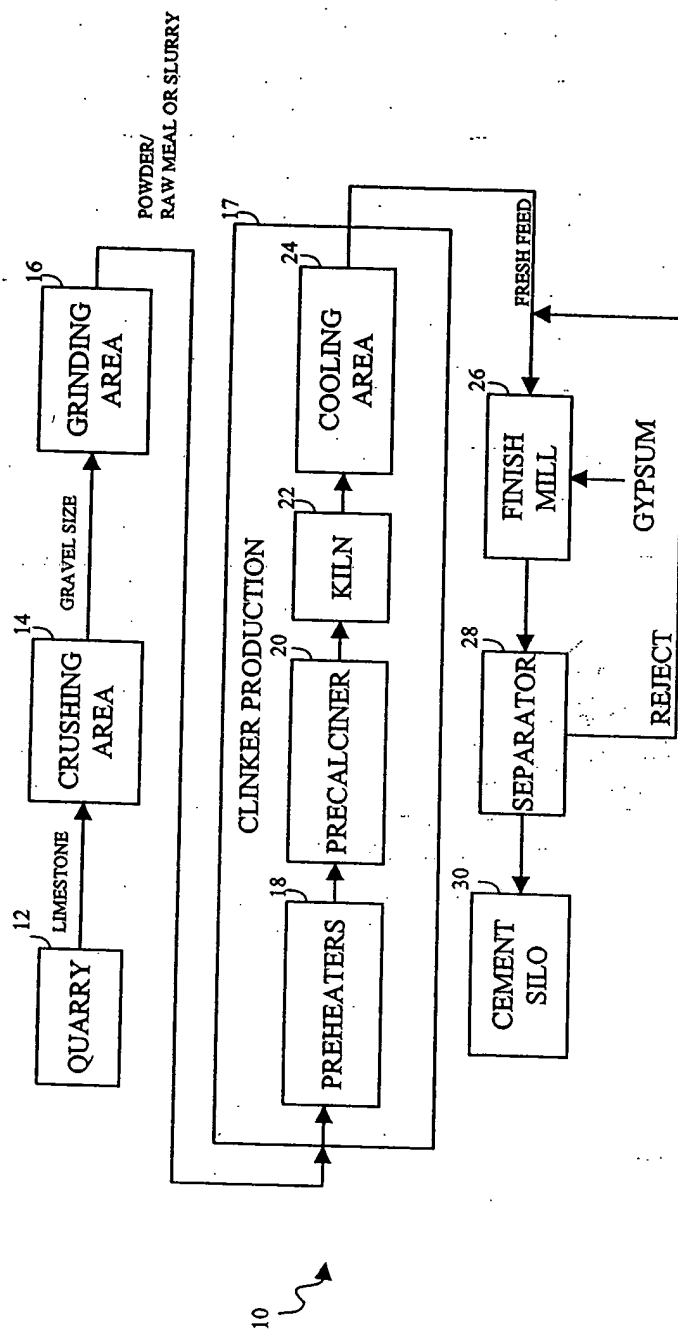 10
12
QUARRY
LIMESTONE
14
CRUSHING
AREA
GRAVEL SIZE
16
GRINDING
AREA
POWDER/
RAW MEAL OR SLURRY
17
CLINKER PRODUCTION
18
PREHEATERS
20
PRECALCINER
22
KILN
24
COOLING
AREA
FRESH FEED
26
FINISH
MILL
GYPSUM
28
SEPARATOR
REJECT
30
CEMENT
SILO